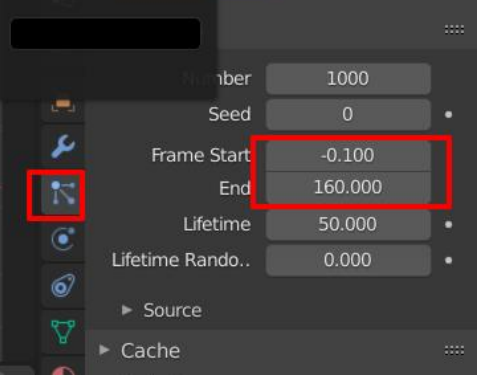 mber 1000
Seed 0
Frame Start -0.100
End 160.000
Lifetime 50.000
Lifetime Rando.. 0.000
Source
Cache